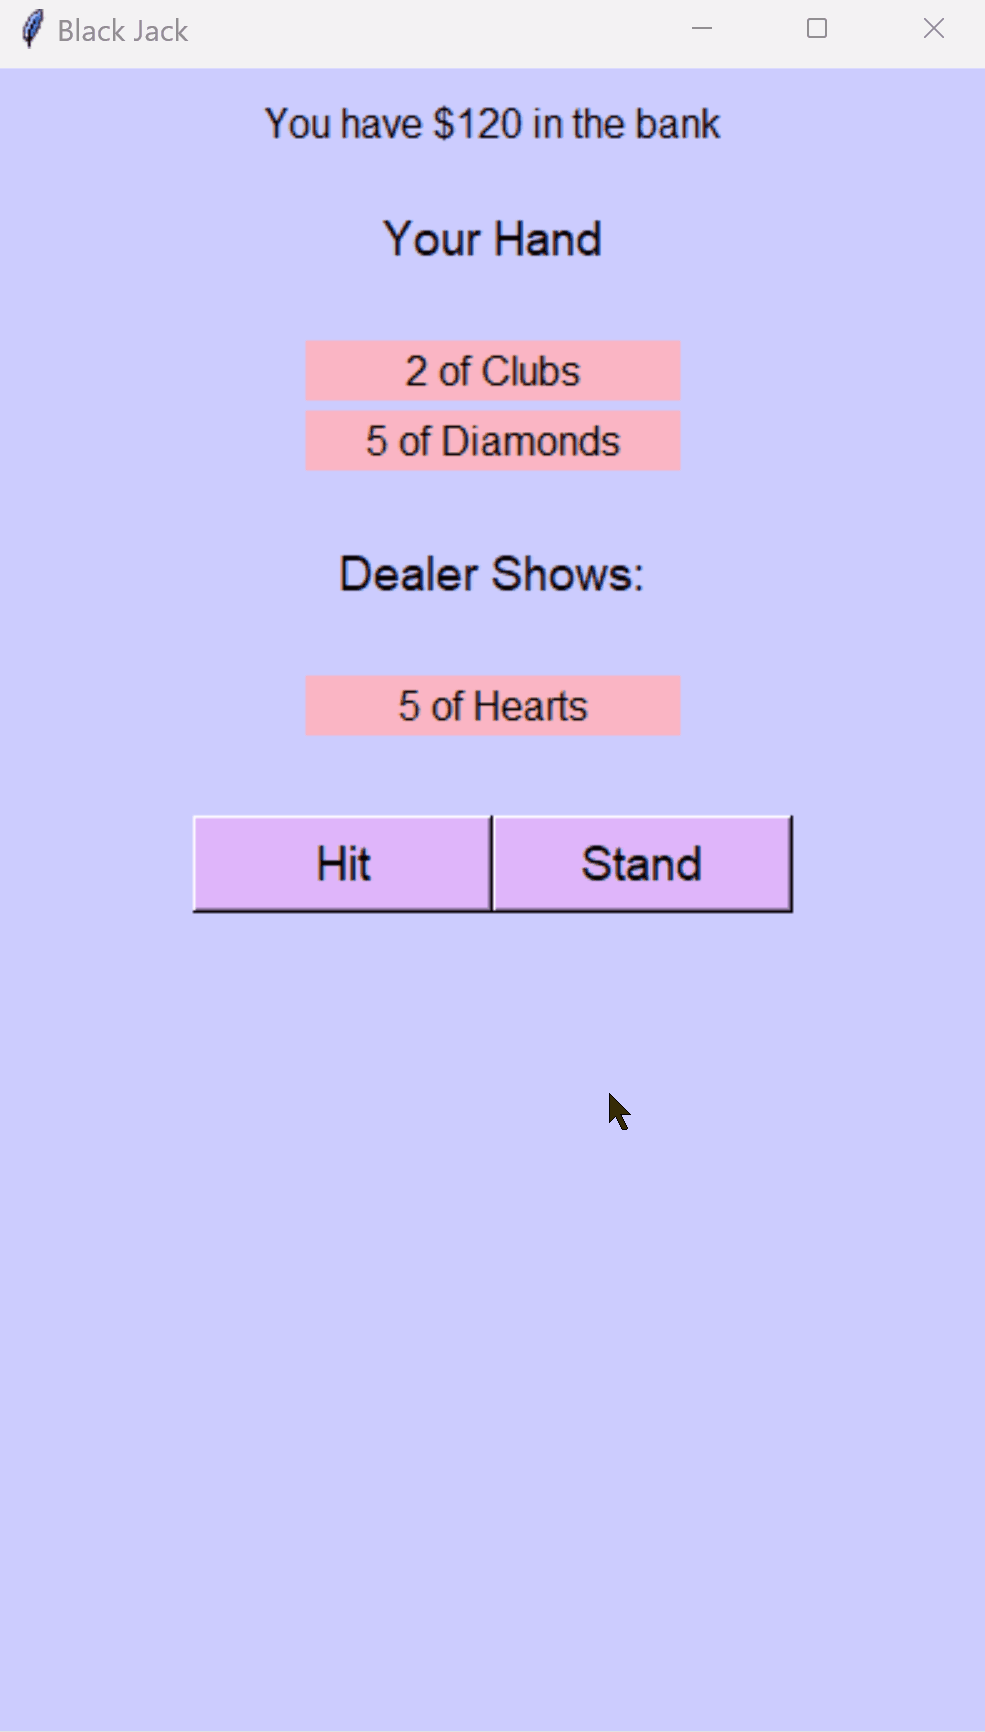 Black Jack
You have $120 in the bank
Your Hand
2 of Clubs
5 of Diamonds
Dealer Shows:
5 of Hearts
Hit Stand